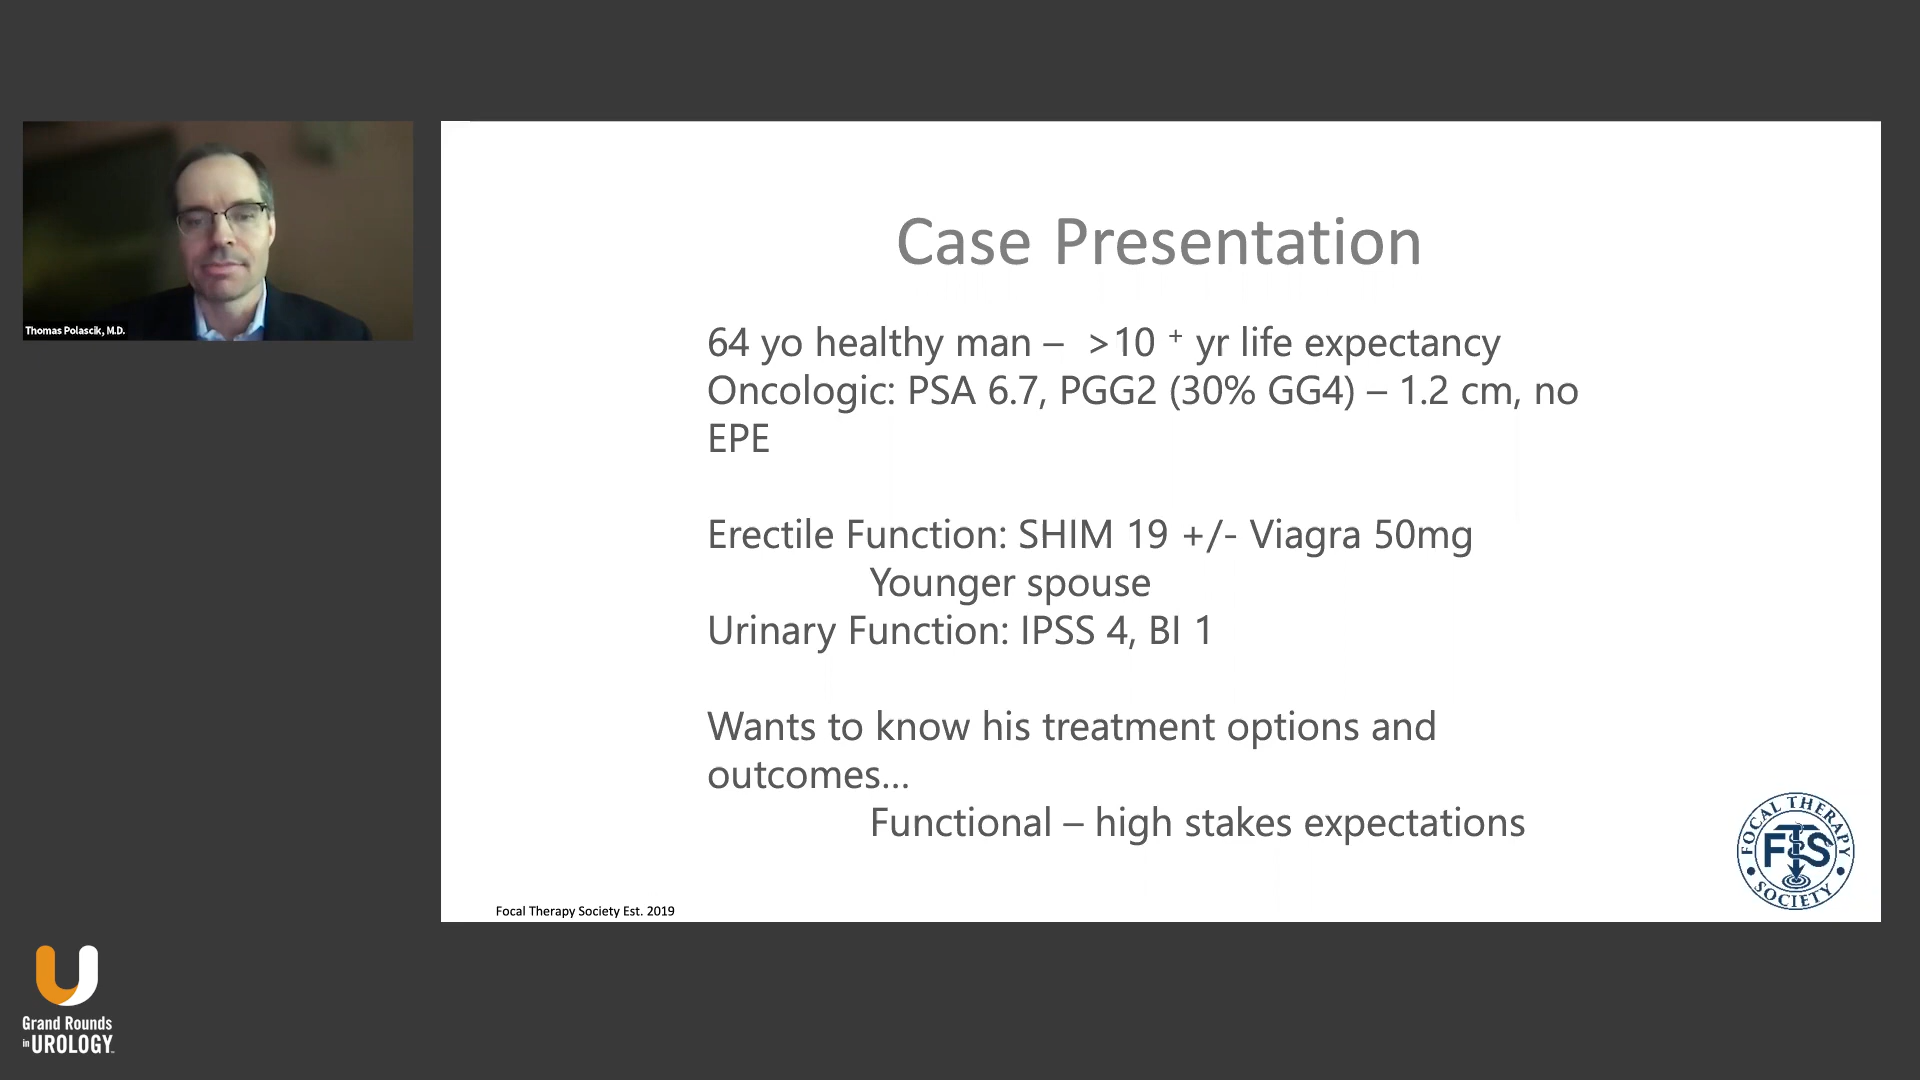 Thomas Polascik, M.D.
Case Presentation
64 yo healthy man –  >10 ⁺ yr life expectancy
Oncologic: PSA 6.7, PGG2 (30% GG4) – 1.2 cm, no
EPE
Erectile Function: SHIM 19 +/- Viagra 50mg
Younger spouse
Urinary Function: IPSS 4, BI 1
Wants to know his treatment options and
outcomes...
Functional – high stakes expectations
FOCAL THERAPY
FTS
SOCIETY
Focal Therapy Society Est. 2019
Grand Rounds
in UROLOGY